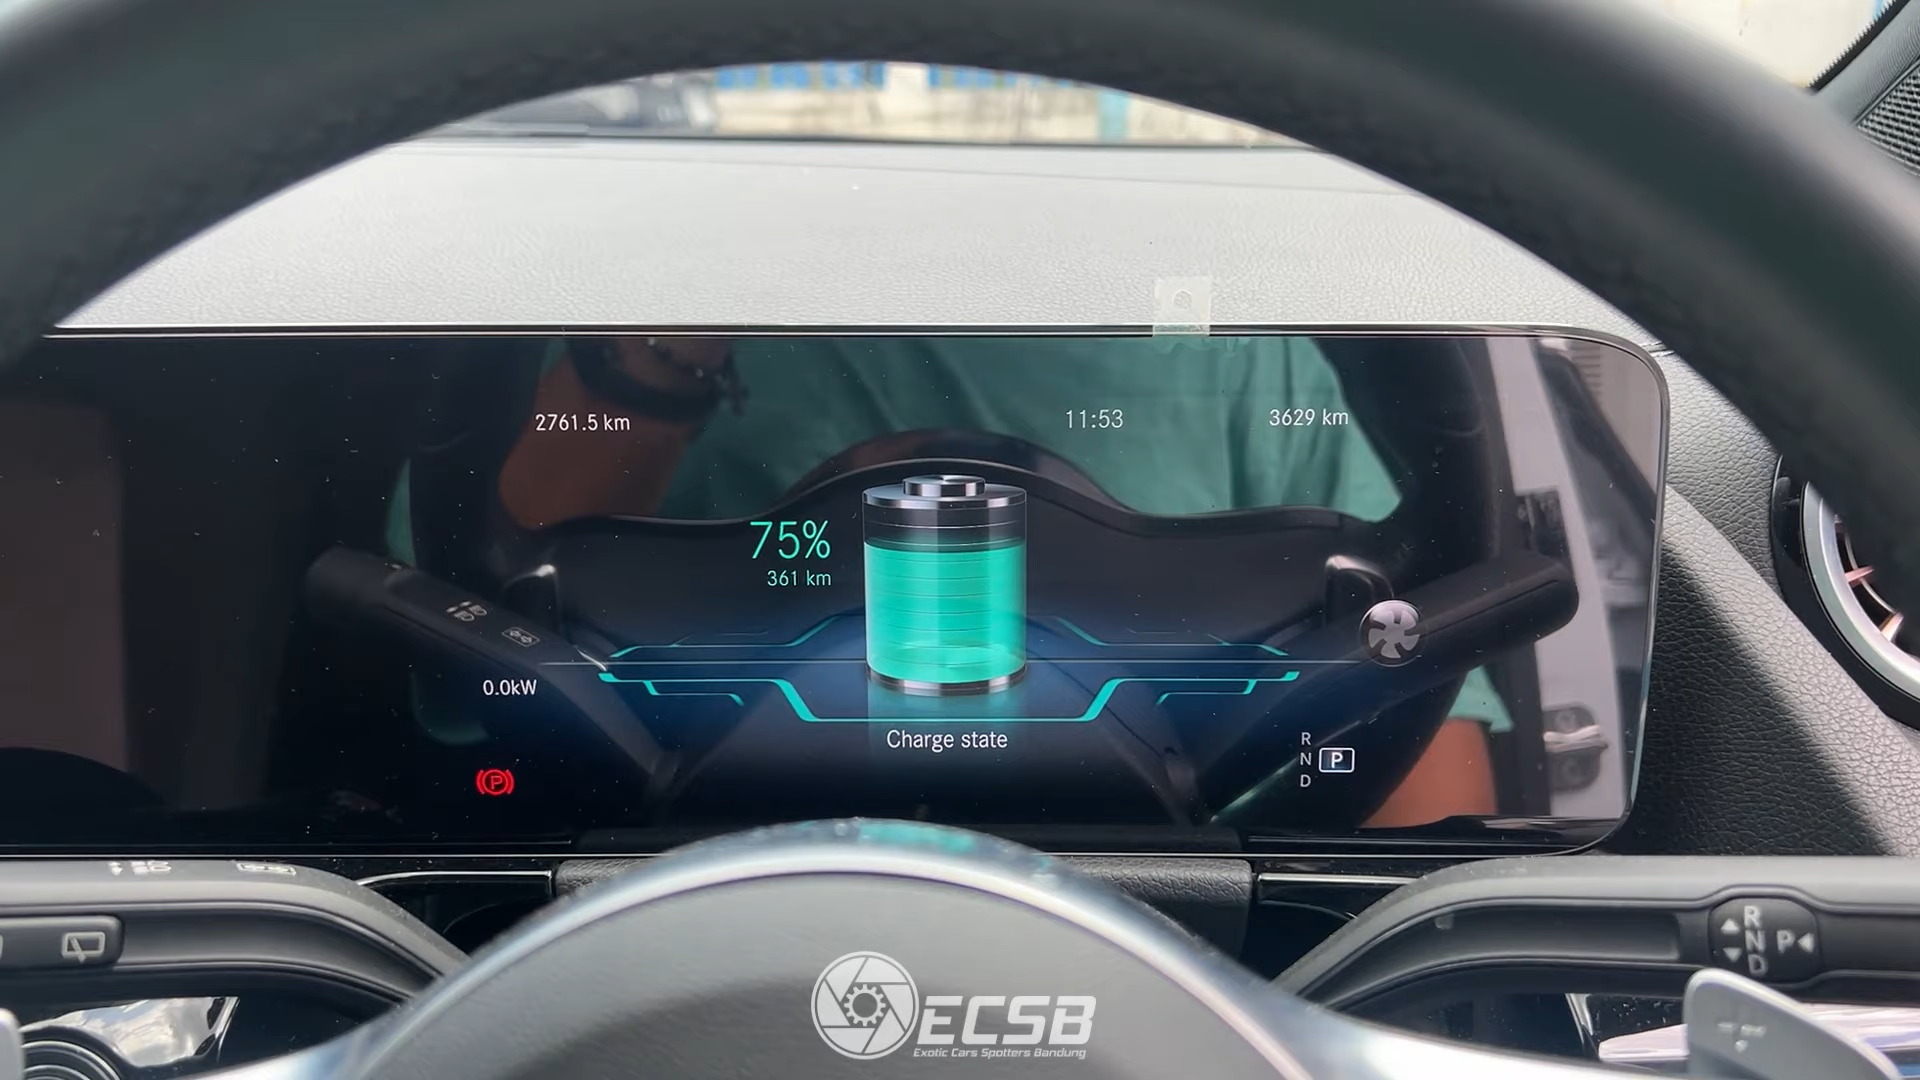 2761.5 km
11:53
3629 km
75%
361 km
0.0kW
Charge state
P
R
N P
D
R
N P
D
ECSB
Exotic Cars Spotters Bandung